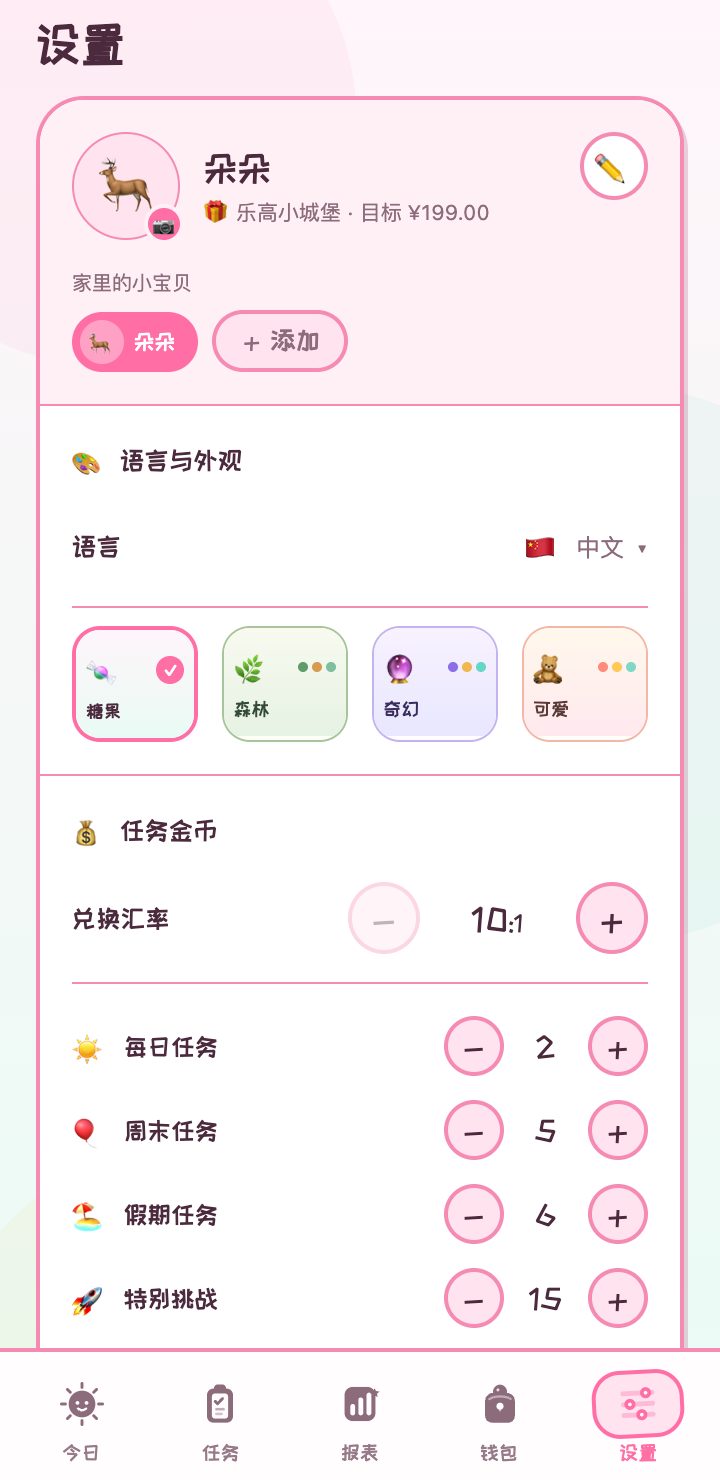 设置
朵朵
乐高小城堡 · 目标 ¥199.00
家里的小宝贝
朵朵
+ 添加
语言与外观
语言 中文 ▾
糖果 森林 奇幻 可爱
任务金币
兑换汇率 − 10:1 +
每日任务 − 2 +
周末任务 − 5 +
假期任务 − 6 +
特别挑战 − 15 +
今日 任务 报表 钱包 设置